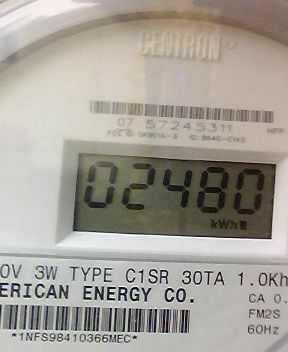 CENTRON
07 57245311
HPP
02480
kWh
0V 3W TYPE C1SR 30TA 1.0Kh
ERICAN ENERGY CO.
CA 0.
FM2S
60Hz
*1NFS98410366MEC*